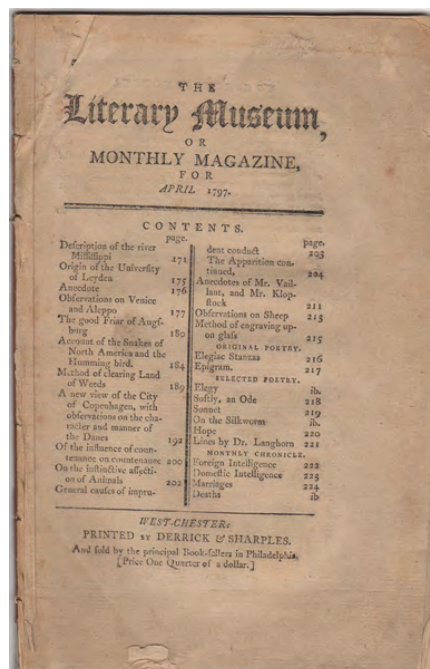 THE
Literary Museum,
OR
MONTHLY MAGAZINE,
FOR
APRIL 1797.
CONTENTS.
page.
Description of the river
Mississippi 171
Origin of the University
of Leyden 175
Anecdote 176
Observations on Venice
and Aleppo 177
The good Friar of Augs-
burg 180
Account of the Snakes of
North America and the
Humming bird. 184
Method of clearing Land
of Weeds 189
A new view of the City
of Copenhagen, with
observations on the cha-
racter and manner of
the Danes 192
Of the influence of coun-
tenance on countenance 200
On the instinctive affecti-
on of Animals 202
General causes of impru-
page.
dent conduct 203
The Apparition con-
tinued, 204
Anecdotes of Mr. Vail-
lant, and Mr. Klop-
stock 211
Observations on Sheep 213
Method of engraving up-
on glass 215
ORIGINAL POETRY.
Elegiac Stanzas 216
Epigram. 217
SELECTED POETRY.
Elegy ib.
Softly, an Ode 218
Sonnet 219
On the Silkworm ib.
Hope 220
Lines by Dr. Langhorn 221
MONTHLY CHRONICLE.
Foreign Intelligence 222
Domestic Intelligence 223
Marriages 224
Deaths ib
WEST-CHESTER:
PRINTED BY DERRICK & SHARPLES.
And sold by the principal Book-sellers in Philadelphia,
[Price One Quarter of a dollar.]